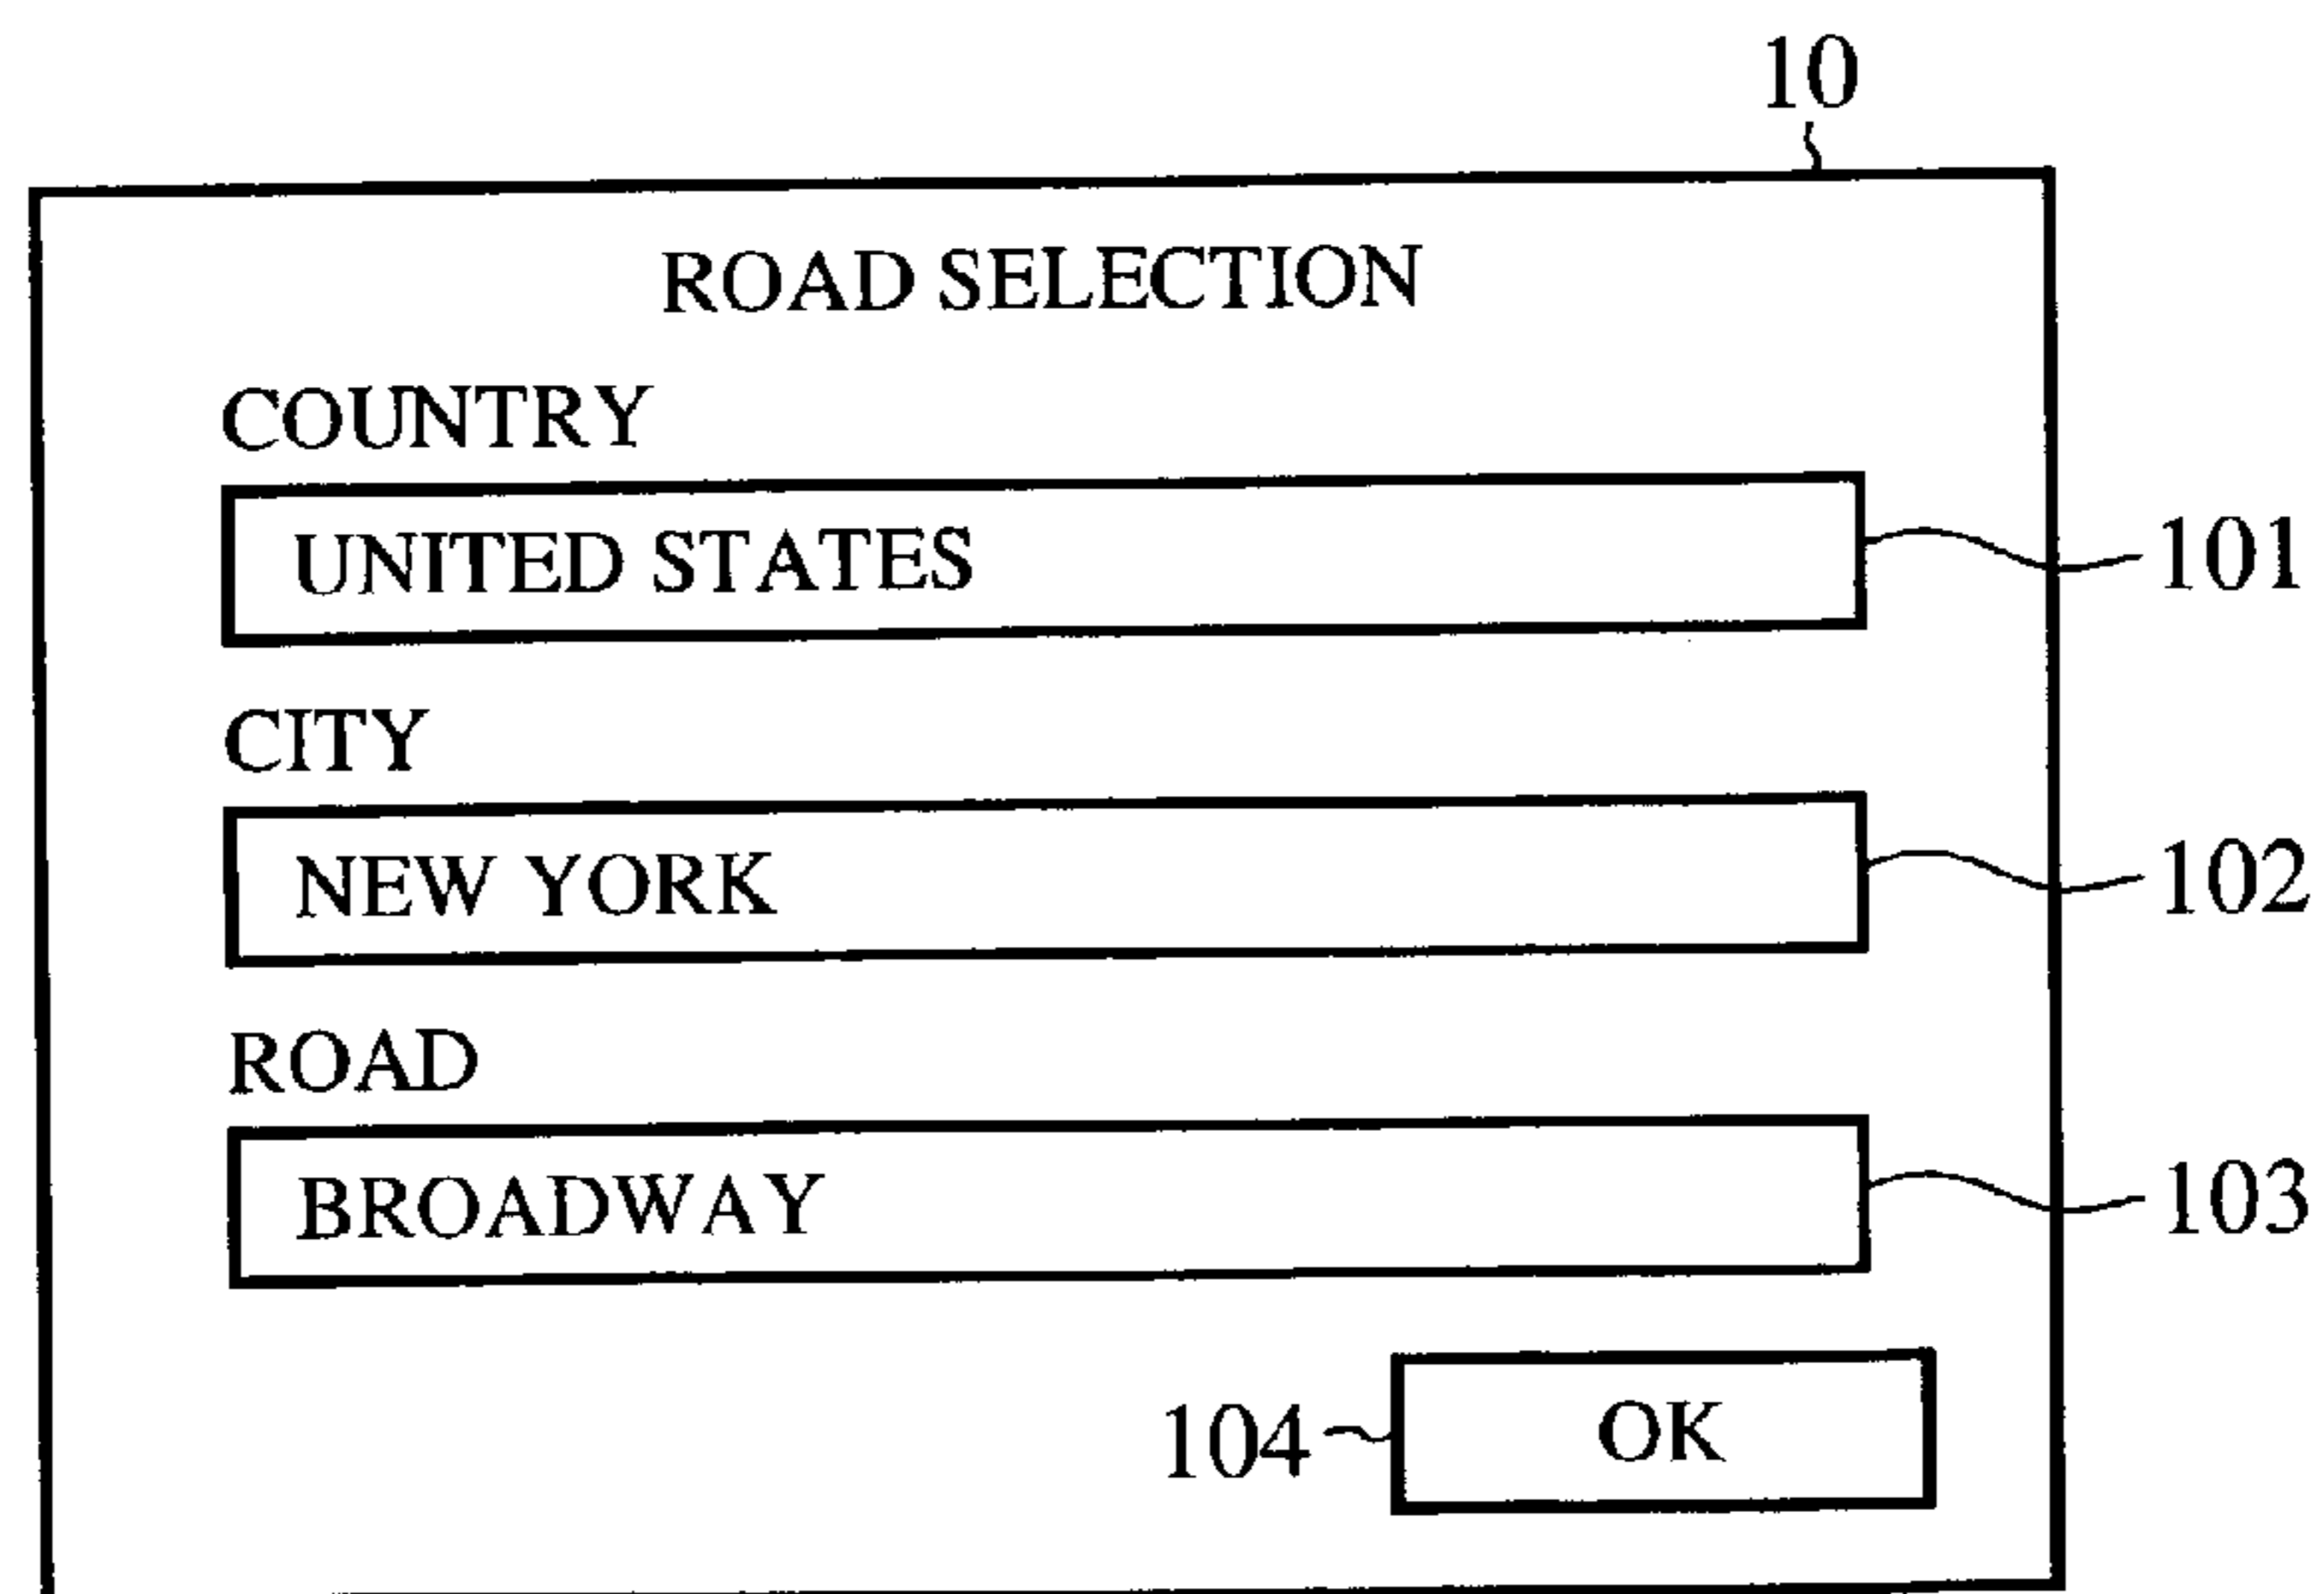 10
ROAD SELECTION
COUNTRY
UNITED STATES
101
CITY
NEW YORK
102
ROAD
BROADWAY
103
104
OK